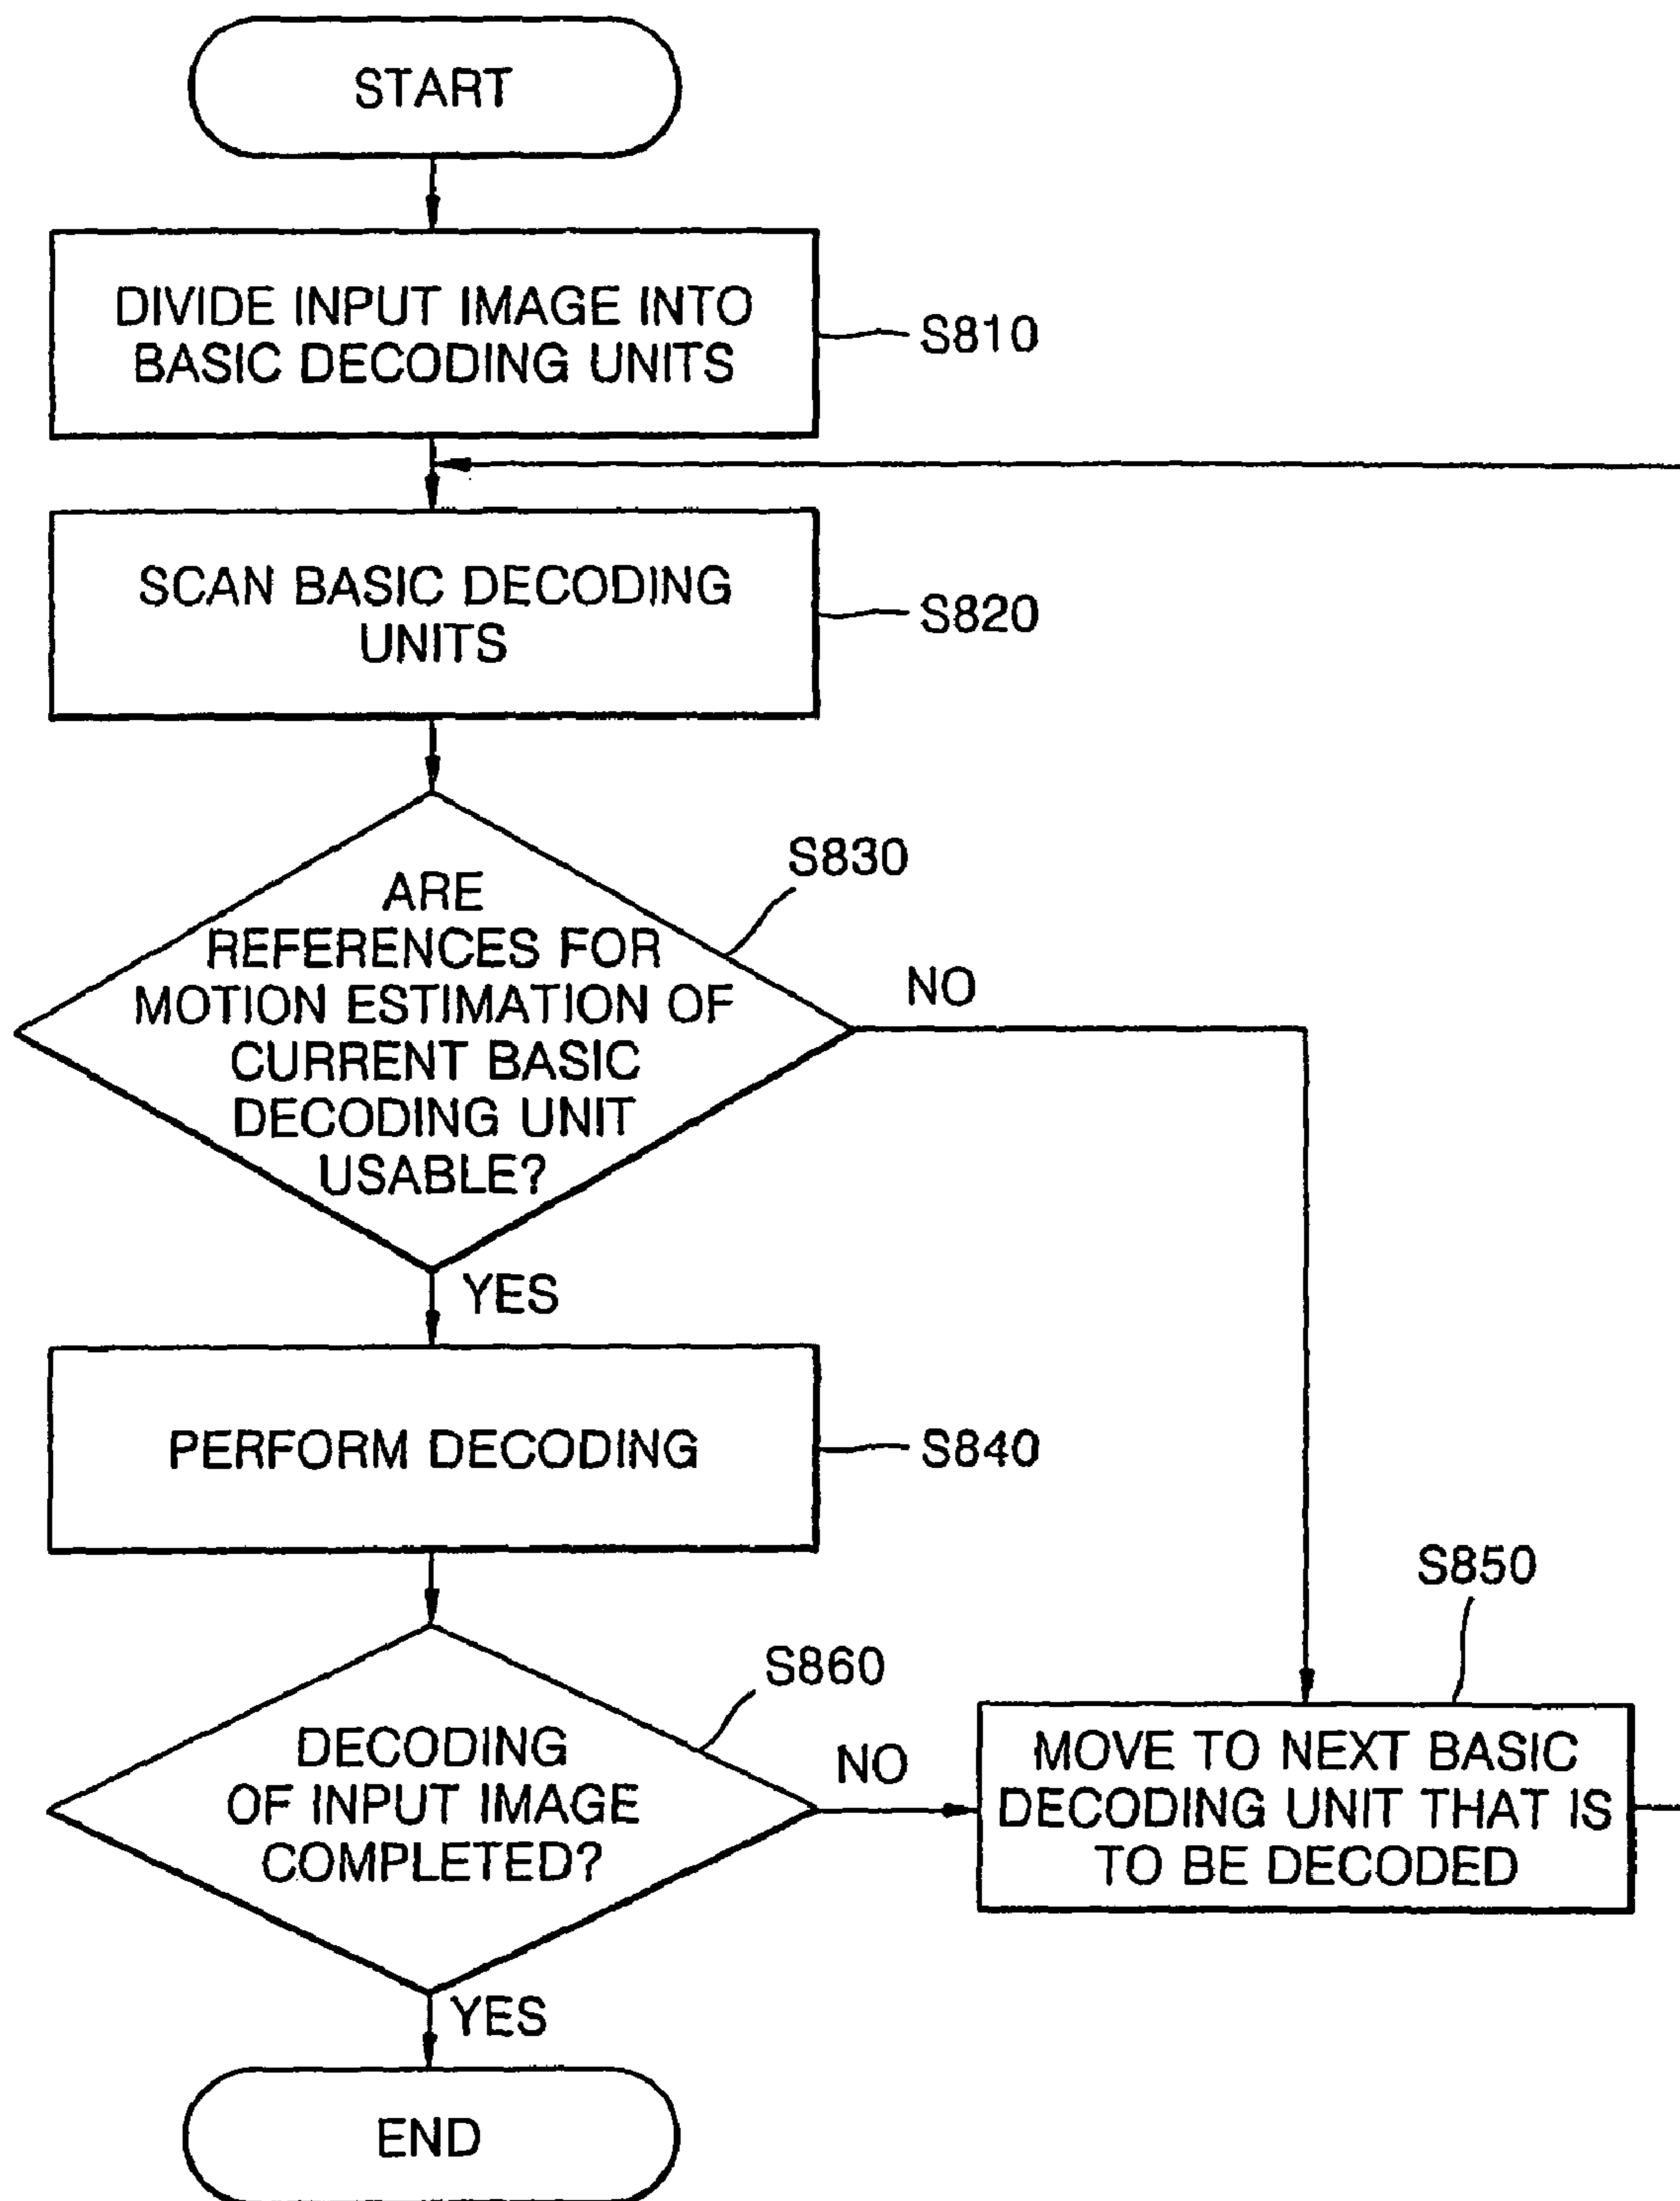 START
DIVIDE INPUT IMAGE INTO
BASIC DECODING UNITS
S810
SCAN BASIC DECODING
UNITS
S820
ARE
REFERENCES FOR
MOTION ESTIMATION OF
CURRENT BASIC
DECODING UNIT
USABLE?
S830
NO
YES
PERFORM DECODING
S840
S850
S860
DECODING
OF INPUT IMAGE
COMPLETED?
NO
MOVE TO NEXT BASIC
DECODING UNIT THAT IS
TO BE DECODED
YES
END